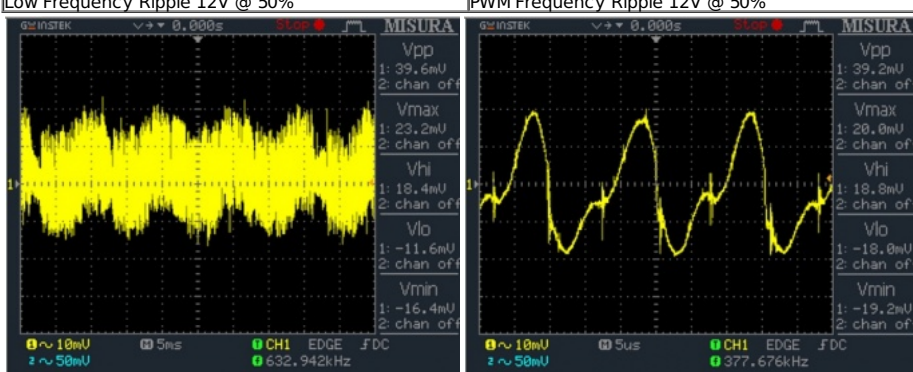 Low Frequency Ripple 12V @ 50%
PWM Frequency Ripple 12V @ 50%
GW INSTEK 0.000s Stop MISURA
Vpp
1: 39.6mV
2: chan off
Vmax
1: 23.2mV
2: chan off
Vhi
1: 18.4mV
2: chan off
Vlo
1: -11.6mV
2: chan off
Vmin
1: -16.4mV
2: chan off
1
1 ~ 10mV M 5ms T CH1 EDGE DC
2 ~ 50mV f 632.942kHz
GW INSTEK 0.000s Stop MISURA
Vpp
1: 39.2mV
2: chan off
Vmax
1: 20.0mV
2: chan off
Vhi
1: 18.8mV
2: chan off
Vlo
1: -18.0mV
2: chan off
Vmin
1: -19.2mV
2: chan off
1
1 ~ 10mV M 5us T CH1 EDGE DC
2 ~ 50mV f 377.676kHz